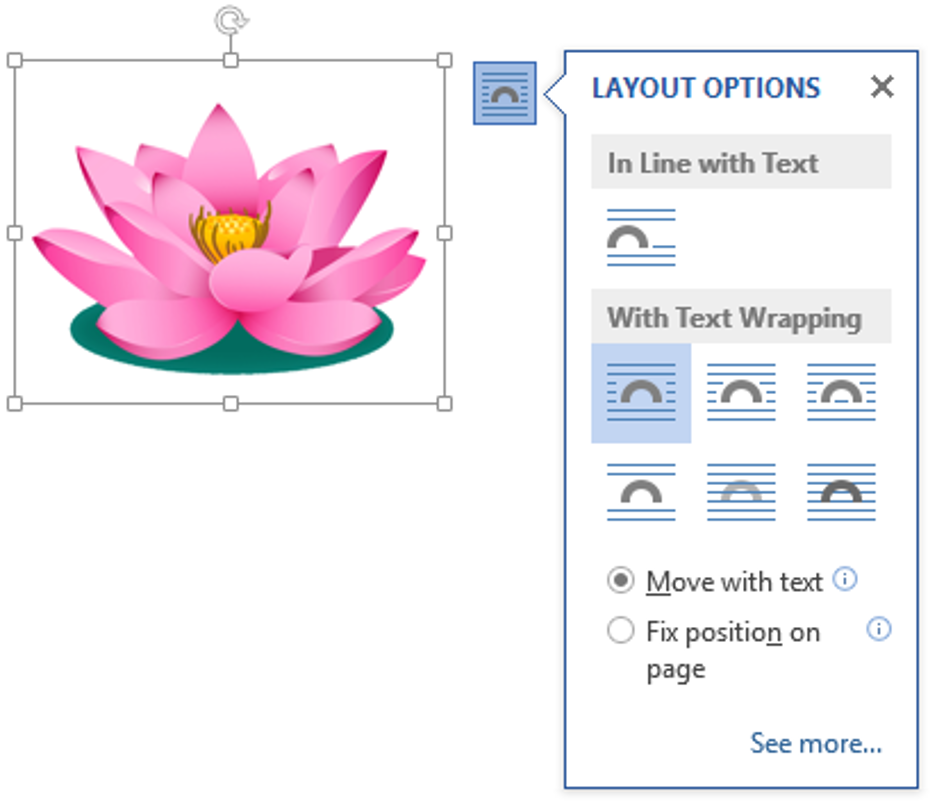 LAYOUT OPTIONS
In Line with Text
With Text Wrapping
Move with text
Fix position on
page
See more...